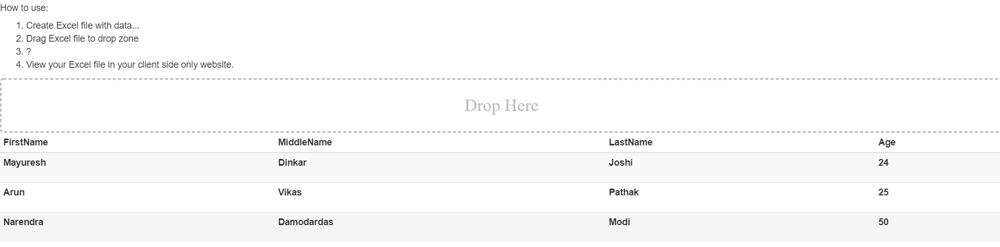 How to use:
1. Create Excel file with data...
2. Drag Excel file to drop zone
3. ?
4. View your Excel file in your client side only website.
Drop Here
FirstName MiddleName LastName Age
Mayuresh Dinkar Joshi 24
Arun Vikas Pathak 25
Narendra Damodardas Modi 50